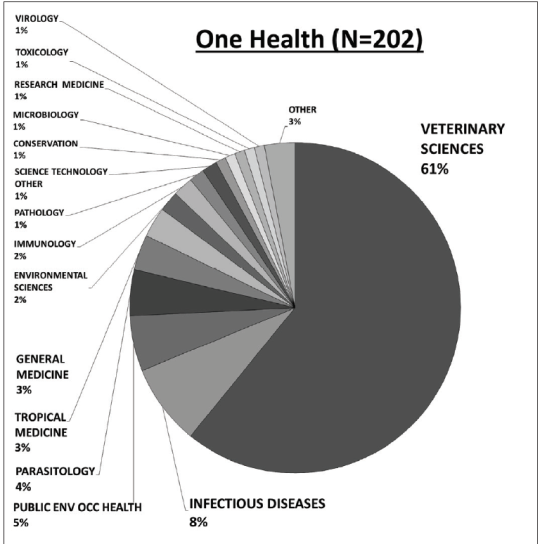 One Health (N=202)
VIROLOGY
1%
TOXICOLOGY
1%
RESEARCH MEDICINE
1%
MICROBIOLOGY
1%
CONSERVATION
1%
SCIENCE TECHNOLOGY
OTHER
1%
PATHOLOGY
1%
IMMUNOLOGY
2%
ENVIRONMENTAL
SCIENCES
2%
GENERAL
MEDICINE
3%
TROPICAL
MEDICINE
3%
PARASITOLOGY
4%
PUBLIC ENV OCC HEALTH
5%
INFECTIOUS DISEASES
8%
OTHER
3%
VETERINARY
SCIENCES
61%